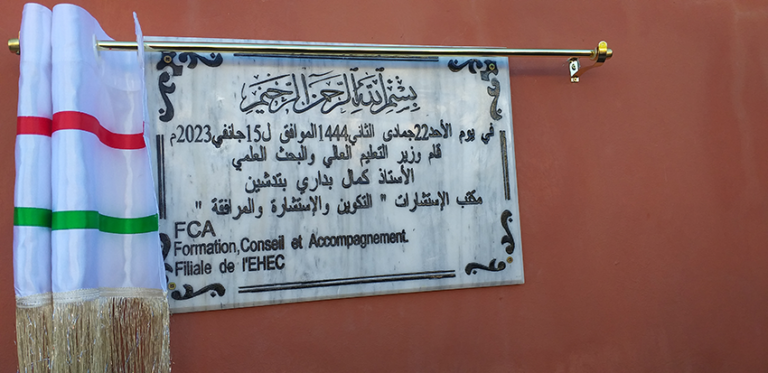 بسم الله الرحمن الرحيم
في يوم الأحد22جمادى الثاني1444الموافق ل15جانفي2023م
قام وزير التعليم العالي والبحث العلمي
الأستاذ كمال بداري بتدشين
مكتب الإستشارات " التكوين والإستشارة والمرافقة "
FCA
Formation,Conseil et Accompagnement.
Filiale de l'EHEC